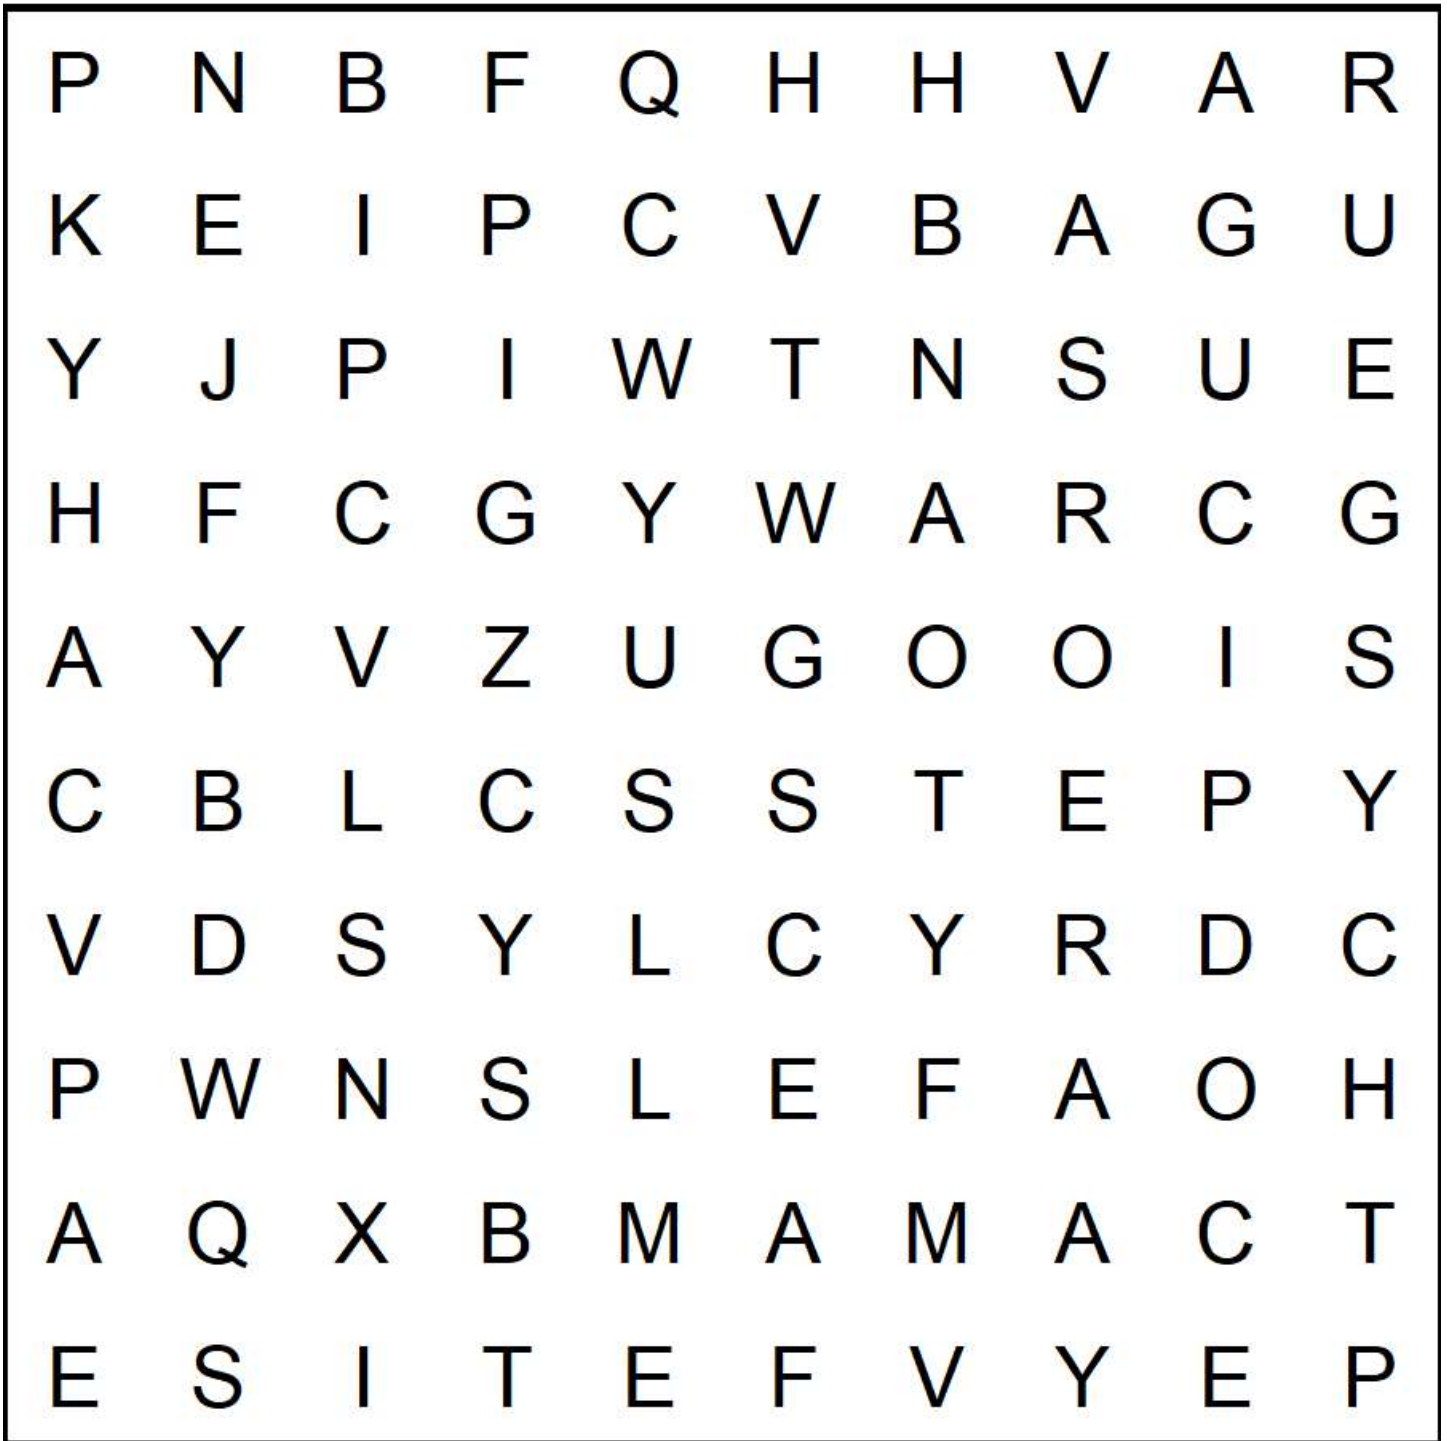 P N B F Q H H V A R
K E I P C V B A G U
Y J P I W T N S U E
H F C G Y W A R C G
A Y V Z U G O O I S
C B L C S S T E P Y
V D S Y L C Y R D C
P W N S L E F A O H
A Q X B M A M A C T
E S I T E F V Y E P